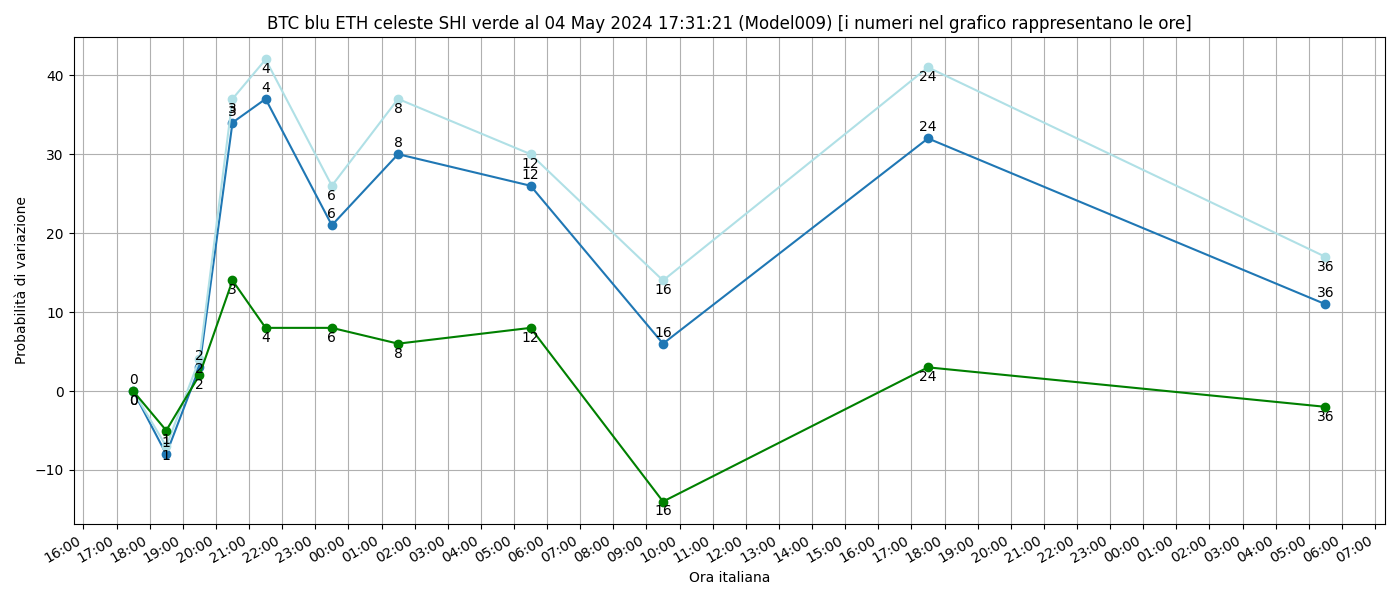 BTC blu ETH celeste SHI verde al 04 May 2024 17:31:21 (Model009) [i numeri nel grafico rappresentano le ore]
Probabilità di variazione
40
30
20
10
0
−10
0 1 2 3 4 6 8 12 16 24 36
0 1 2 3 4 6 8 12 16 24 36
0 1 2 3 4 6 8 12 16 24 36
16:00 17:00 18:00 19:00 20:00 21:00 22:00 23:00 00:00 01:00 02:00 03:00 04:00 05:00 06:00 07:00 08:00 09:00 10:00 11:00 12:00 13:00 14:00 15:00 16:00 17:00 18:00 19:00 20:00 21:00 22:00 23:00 00:00 01:00 02:00 03:00 04:00 05:00 06:00 07:00
Ora italiana